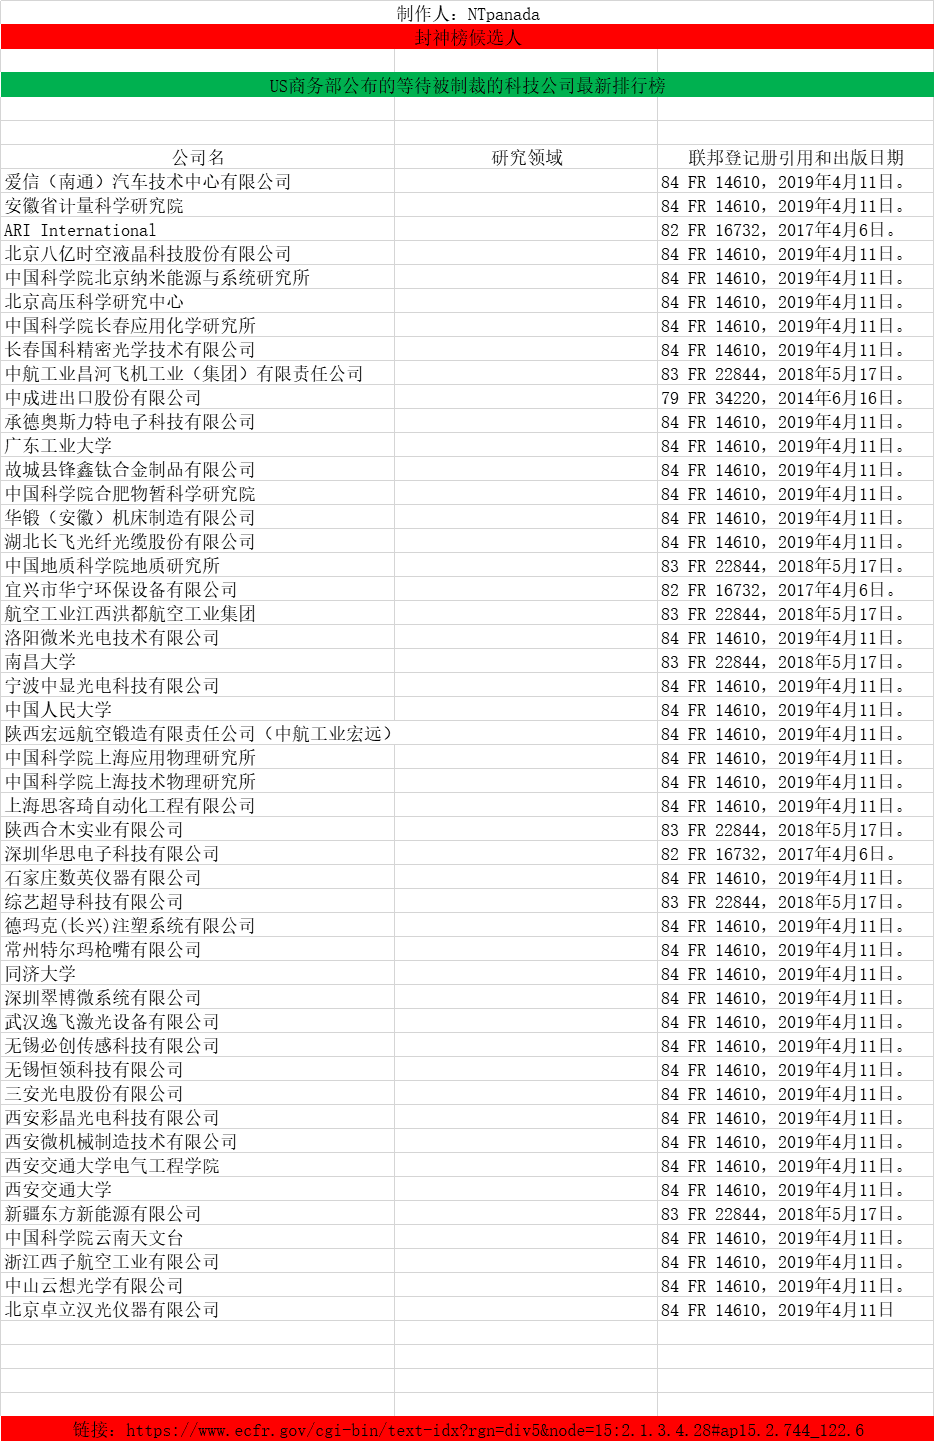 制作人：NTpanada
封神榜候选人
US商务部公布的等待被制裁的科技公司最新排行榜
公司名 研究领域 联邦登记册引用和出版日期
爱信（南通）汽车技术中心有限公司 84 FR 14610，2019年4月11日。
安徽省计量科学研究院 84 FR 14610，2019年4月11日。
ARI International 82 FR 16732，2017年4月6日。
北京八亿时空液晶科技股份有限公司 84 FR 14610，2019年4月11日。
中国科学院北京纳米能源与系统研究所 84 FR 14610，2019年4月11日。
北京高压科学研究中心 84 FR 14610，2019年4月11日。
中国科学院长春应用化学研究所 84 FR 14610，2019年4月11日。
长春国科精密光学技术有限公司 84 FR 14610，2019年4月11日。
中航工业昌河飞机工业（集团）有限责任公司 83 FR 22844，2018年5月17日。
中成进出口股份有限公司 79 FR 34220，2014年6月16日。
承德奥斯力特电子科技有限公司 84 FR 14610，2019年4月11日。
广东工业大学 84 FR 14610，2019年4月11日。
故城县锋鑫钛合金制品有限公司 84 FR 14610，2019年4月11日。
中国科学院合肥物暂科学研究院 84 FR 14610，2019年4月11日。
华锻（安徽）机床制造有限公司 84 FR 14610，2019年4月11日。
湖北长飞光纤光缆股份有限公司 84 FR 14610，2019年4月11日。
中国地质科学院地质研究所 83 FR 22844，2018年5月17日。
宜兴市华宁环保设备有限公司 82 FR 16732，2017年4月6日。
航空工业江西洪都航空工业集团 83 FR 22844，2018年5月17日。
洛阳微米光电技术有限公司 84 FR 14610，2019年4月11日。
南昌大学 83 FR 22844，2018年5月17日。
宁波中显光电科技有限公司 84 FR 14610，2019年4月11日。
中国人民大学 84 FR 14610，2019年4月11日。
陕西宏远航空锻造有限责任公司（中航工业宏远） 84 FR 14610，2019年4月11日。
中国科学院上海应用物理研究所 84 FR 14610，2019年4月11日。
中国科学院上海技术物理研究所 84 FR 14610，2019年4月11日。
上海思客琦自动化工程有限公司 84 FR 14610，2019年4月11日。
陕西合木实业有限公司 83 FR 22844，2018年5月17日。
深圳华思电子科技有限公司 82 FR 16732，2017年4月6日。
石家庄数英仪器有限公司 84 FR 14610，2019年4月11日。
综艺超导科技有限公司 83 FR 22844，2018年5月17日。
德玛克(长兴)注塑系统有限公司 84 FR 14610，2019年4月11日。
常州特尔玛枪嘴有限公司 84 FR 14610，2019年4月11日。
同济大学 84 FR 14610，2019年4月11日。
深圳翠博微系统有限公司 84 FR 14610，2019年4月11日。
武汉逸飞激光设备有限公司 84 FR 14610，2019年4月11日。
无锡必创传感科技有限公司 84 FR 14610，2019年4月11日。
无锡恒领科技有限公司 84 FR 14610，2019年4月11日。
三安光电股份有限公司 84 FR 14610，2019年4月11日。
西安彩晶光电科技有限公司 84 FR 14610，2019年4月11日。
西安微机械制造技术有限公司 84 FR 14610，2019年4月11日。
西安交通大学电气工程学院 84 FR 14610，2019年4月11日。
西安交通大学 84 FR 14610，2019年4月11日。
新疆东方新能源有限公司 83 FR 22844，2018年5月17日。
中国科学院云南天文台 84 FR 14610，2019年4月11日。
浙江西子航空工业有限公司 84 FR 14610，2019年4月11日。
中山云想光学有限公司 84 FR 14610，2019年4月11日。
北京卓立汉光仪器有限公司 84 FR 14610，2019年4月11日
链接：https://www.ecfr.gov/cgi-bin/text-idx?rgn=div5&node=15:2.1.3.4.28#ap15.2.744_122.6